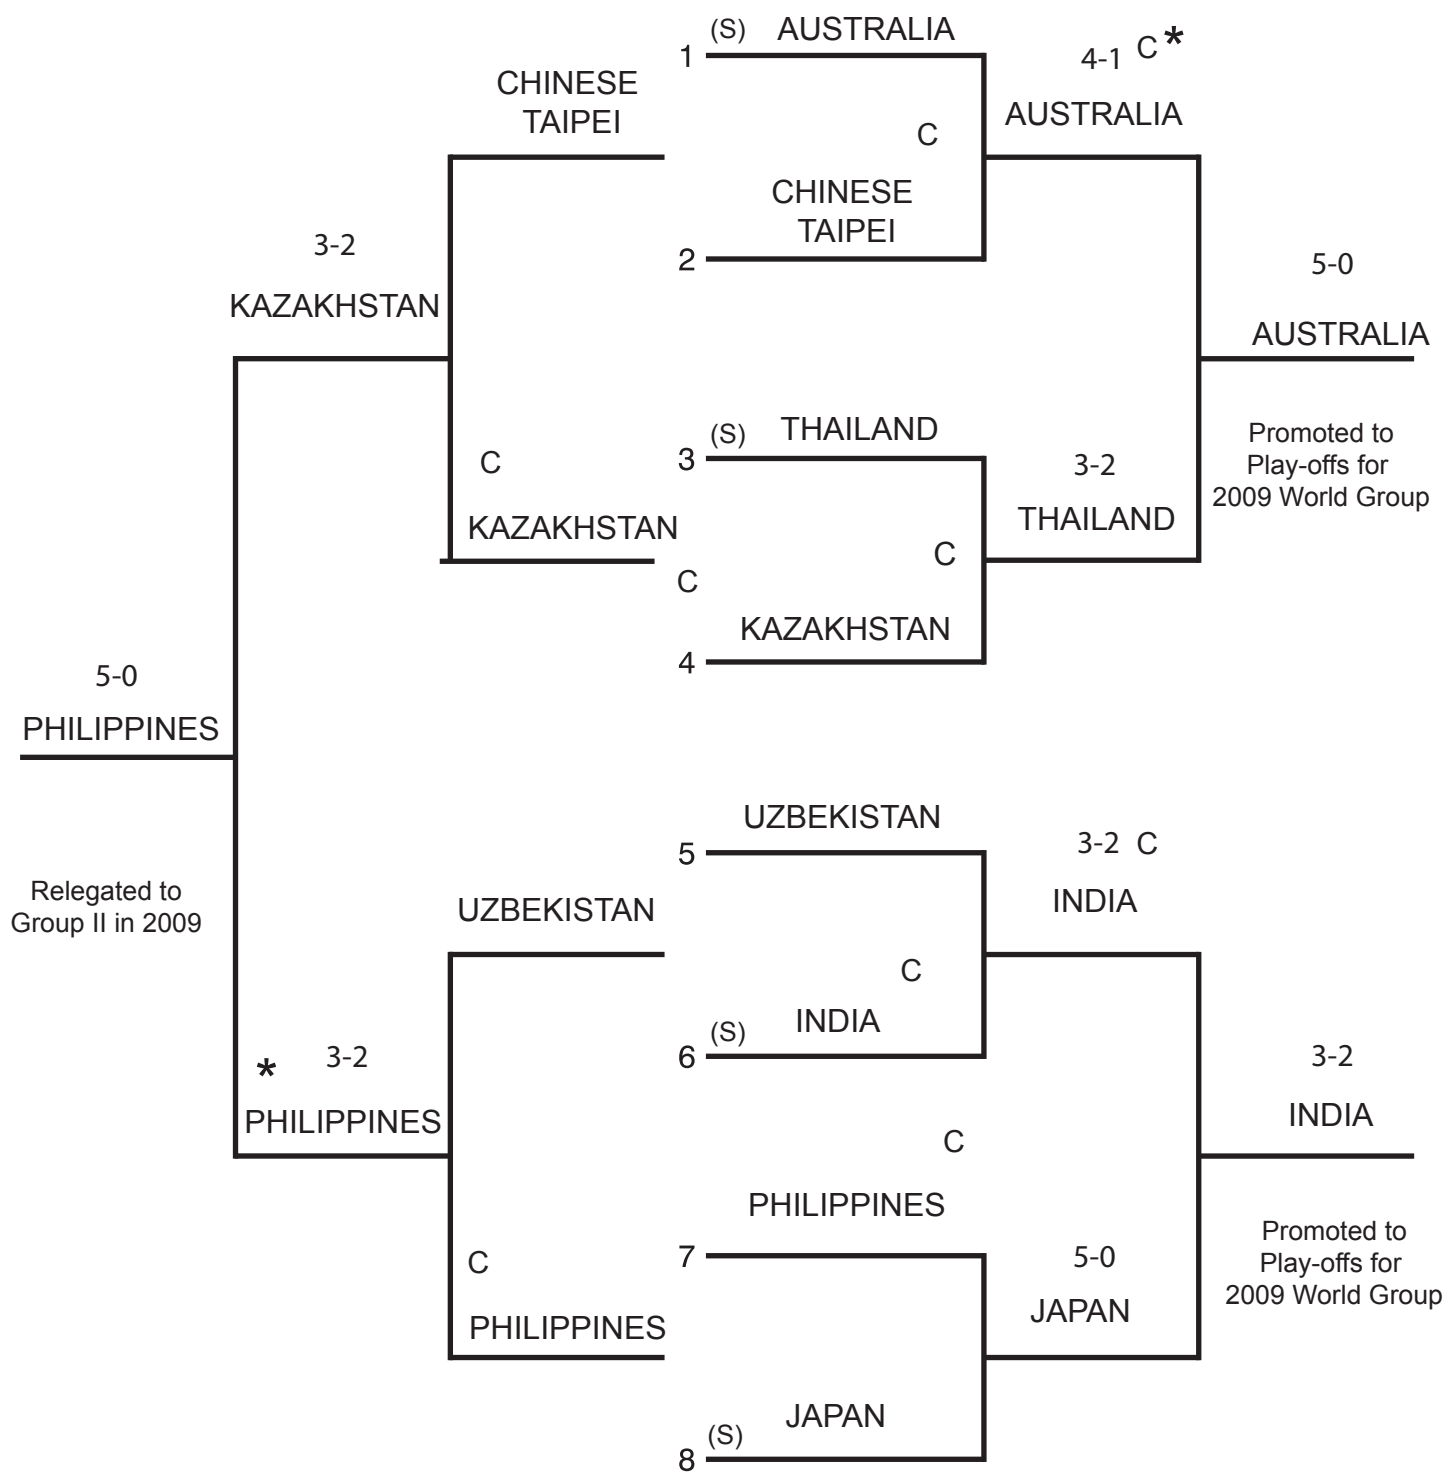 (S) AUSTRALIA
1
4-1 C *
AUSTRALIA
CHINESE
TAIPEI
C
CHINESE
TAIPEI
2
3-2
KAZAKHSTAN
5-0
AUSTRALIA
Promoted to
Play-offs for
2009 World Group
(S) THAILAND
3
3-2
THAILAND
C
KAZAKHSTAN
C
C
KAZAKHSTAN
4
5-0
PHILIPPINES
Relegated to
Group II in 2009
UZBEKISTAN
5
3-2 C
INDIA
UZBEKISTAN
C
(S) INDIA
6
* 3-2
PHILIPPINES
3-2
INDIA
C
PHILIPPINES
7
Promoted to
Play-offs for
2009 World Group
C
PHILIPPINES
5-0
JAPAN
JAPAN
(S)
8